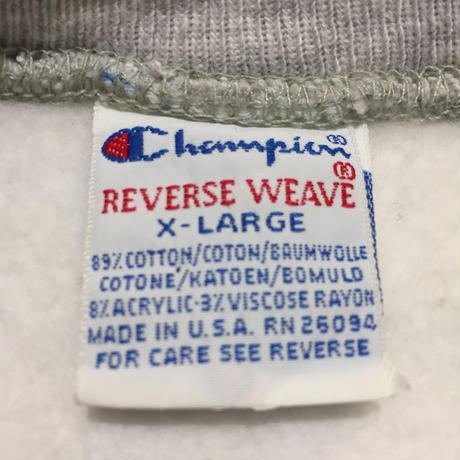 Champion®
REVERSE WEAVE®
X-LARGE
89% COTTON/COTON/BAUMWOLLE
COTONE/KATOEN/BOMULD
8% ACRYLIC-3% VISCOSE RAYON
MADE IN U.S.A. RN 26094
FOR CARE SEE REVERSE